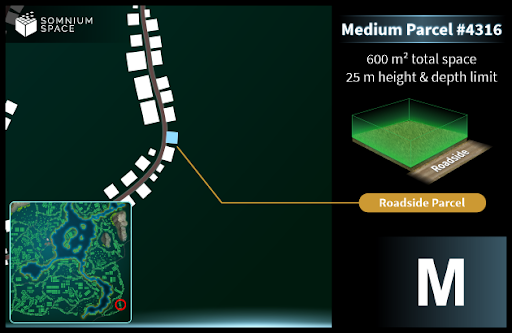 SOMNIUM
SPACE
Medium Parcel #4316
600 m² total space
25 m height & depth limit
Roadside
Roadside Parcel
M